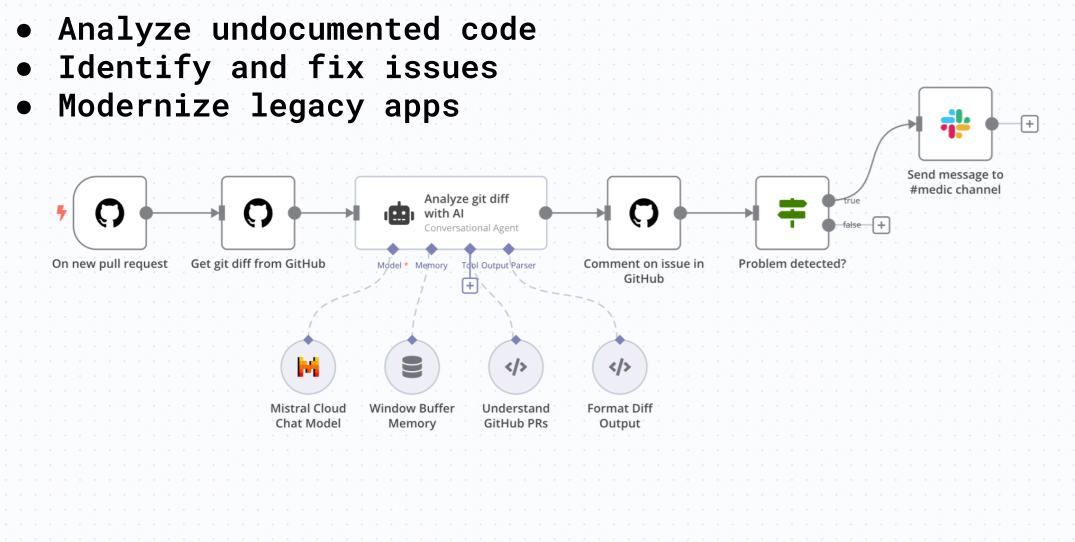 ● Analyze undocumented code
● Identify and fix issues
● Modernize legacy apps
Send message to
#medic channel
On new pull request
Get git diff from GitHub
Analyze git diff
with AI
Conversational Agent
Model *
Memory
Tool
Output Parser
Comment on issue in
GitHub
Problem detected?
true
false
Mistral Cloud
Chat Model
Window Buffer
Memory
Understand
GitHub PRs
Format Diff
Output